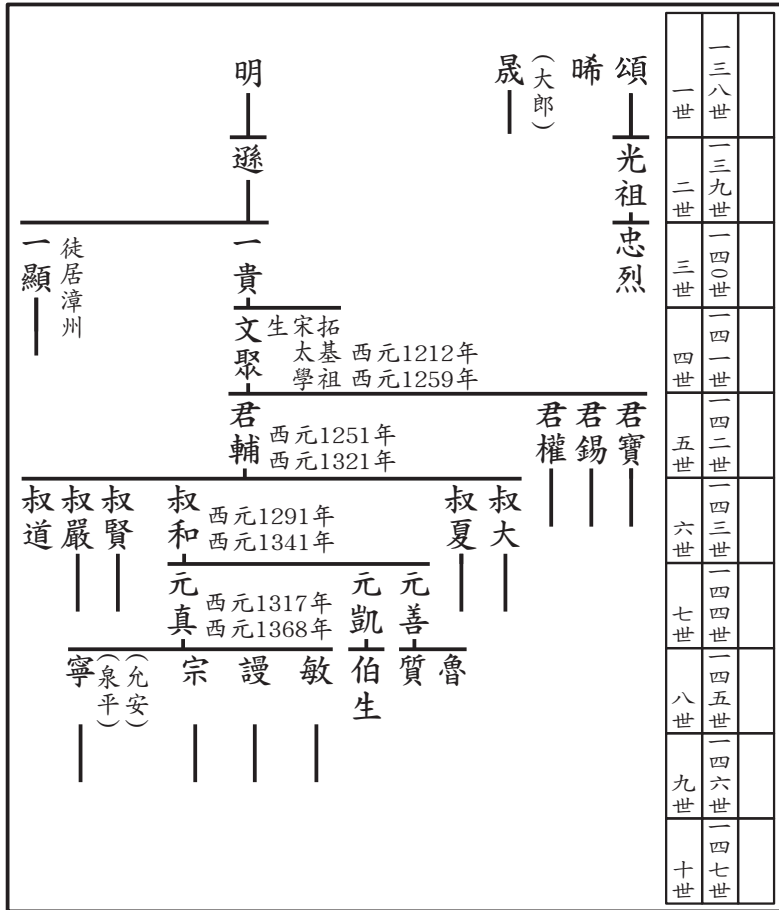 一三八世
一三九世
一四〇世
一四一世
一四二世
一四三世
一四四世
一四五世
一四六世
一四七世
一世
二世
三世
四世
五世
六世
七世
八世
九世
十世
頌
晞
晟
(大郎)
明
光祖
遜
忠烈
一貴
一顯
徒居漳州
文聚
生太學
宋
拓基祖
西元1212年
西元1259年
君寶
君錫
君權
君輔
西元1251年
西元1321年
叔大
叔夏
叔和
西元1291年
西元1341年
叔賢
叔嚴
叔道
元善
元凱
元真
西元1317年
西元1368年
魯
質
伯生
敏
謾
宗
寧
(允安)
(泉平)